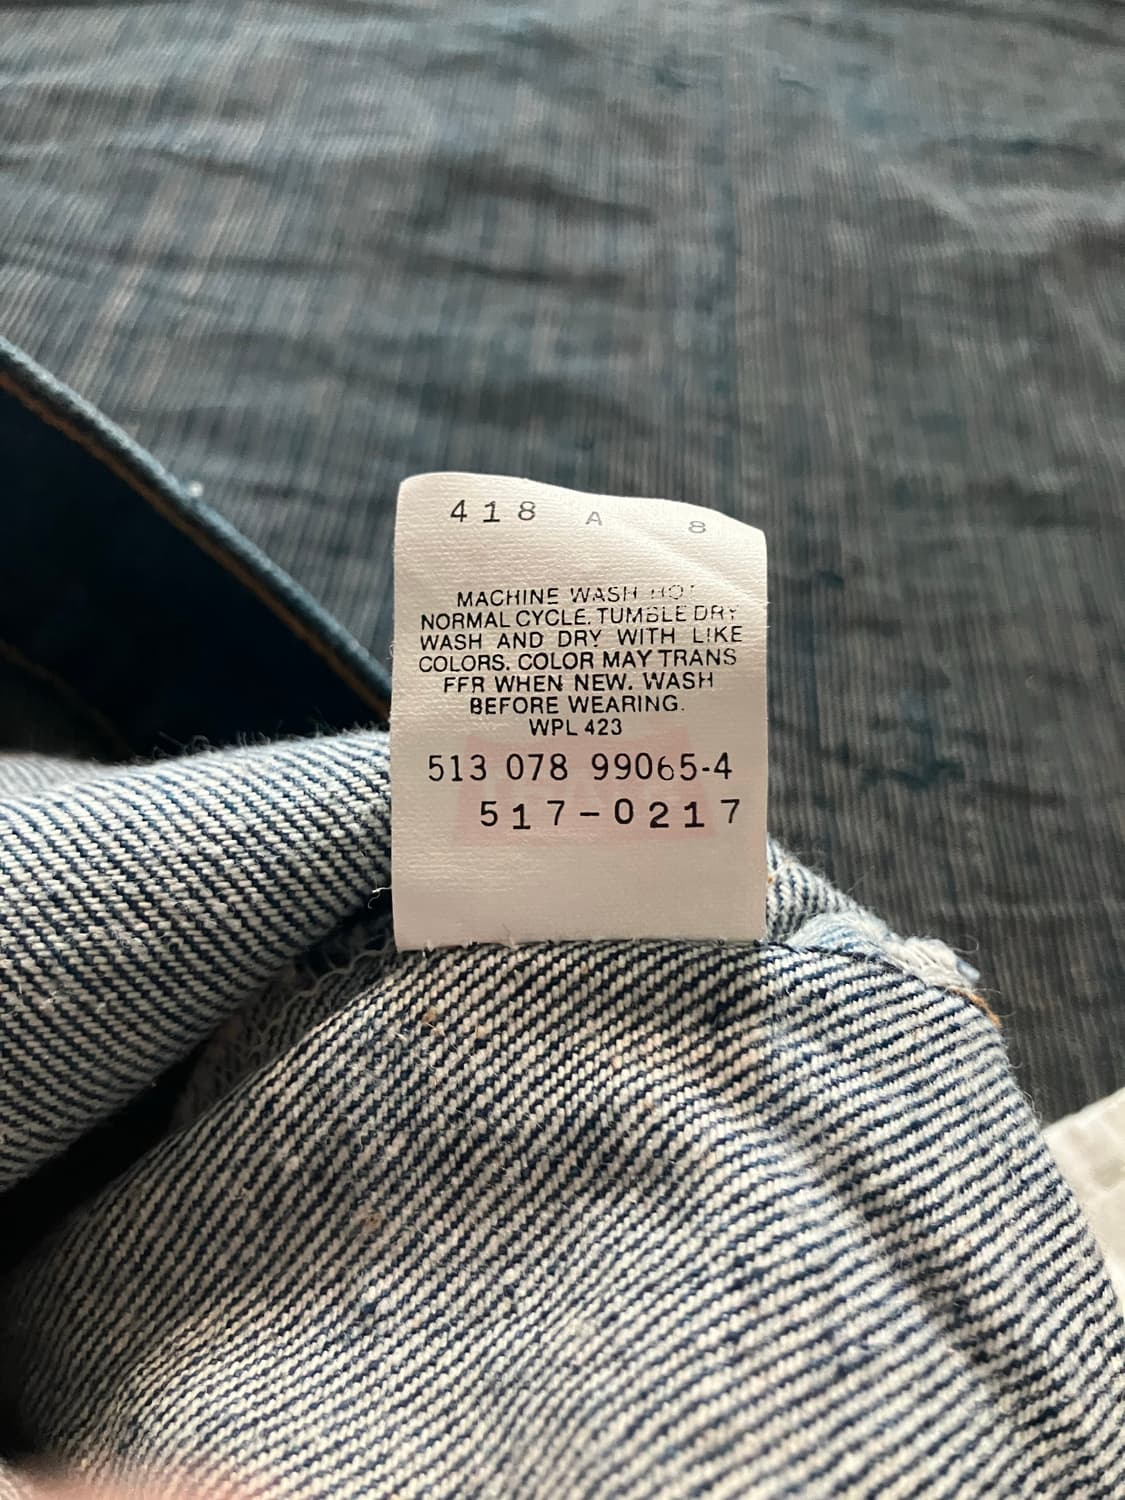 418 A 8
MACHINE WASH HOT
NORMAL CYCLE. TUMBLE DRY
WASH AND DRY WITH LIKE
COLORS. COLOR MAY TRANS
FFR WHEN NEW. WASH
BEFORE WEARING.
WPL 423
513 078 99065-4
517-0217